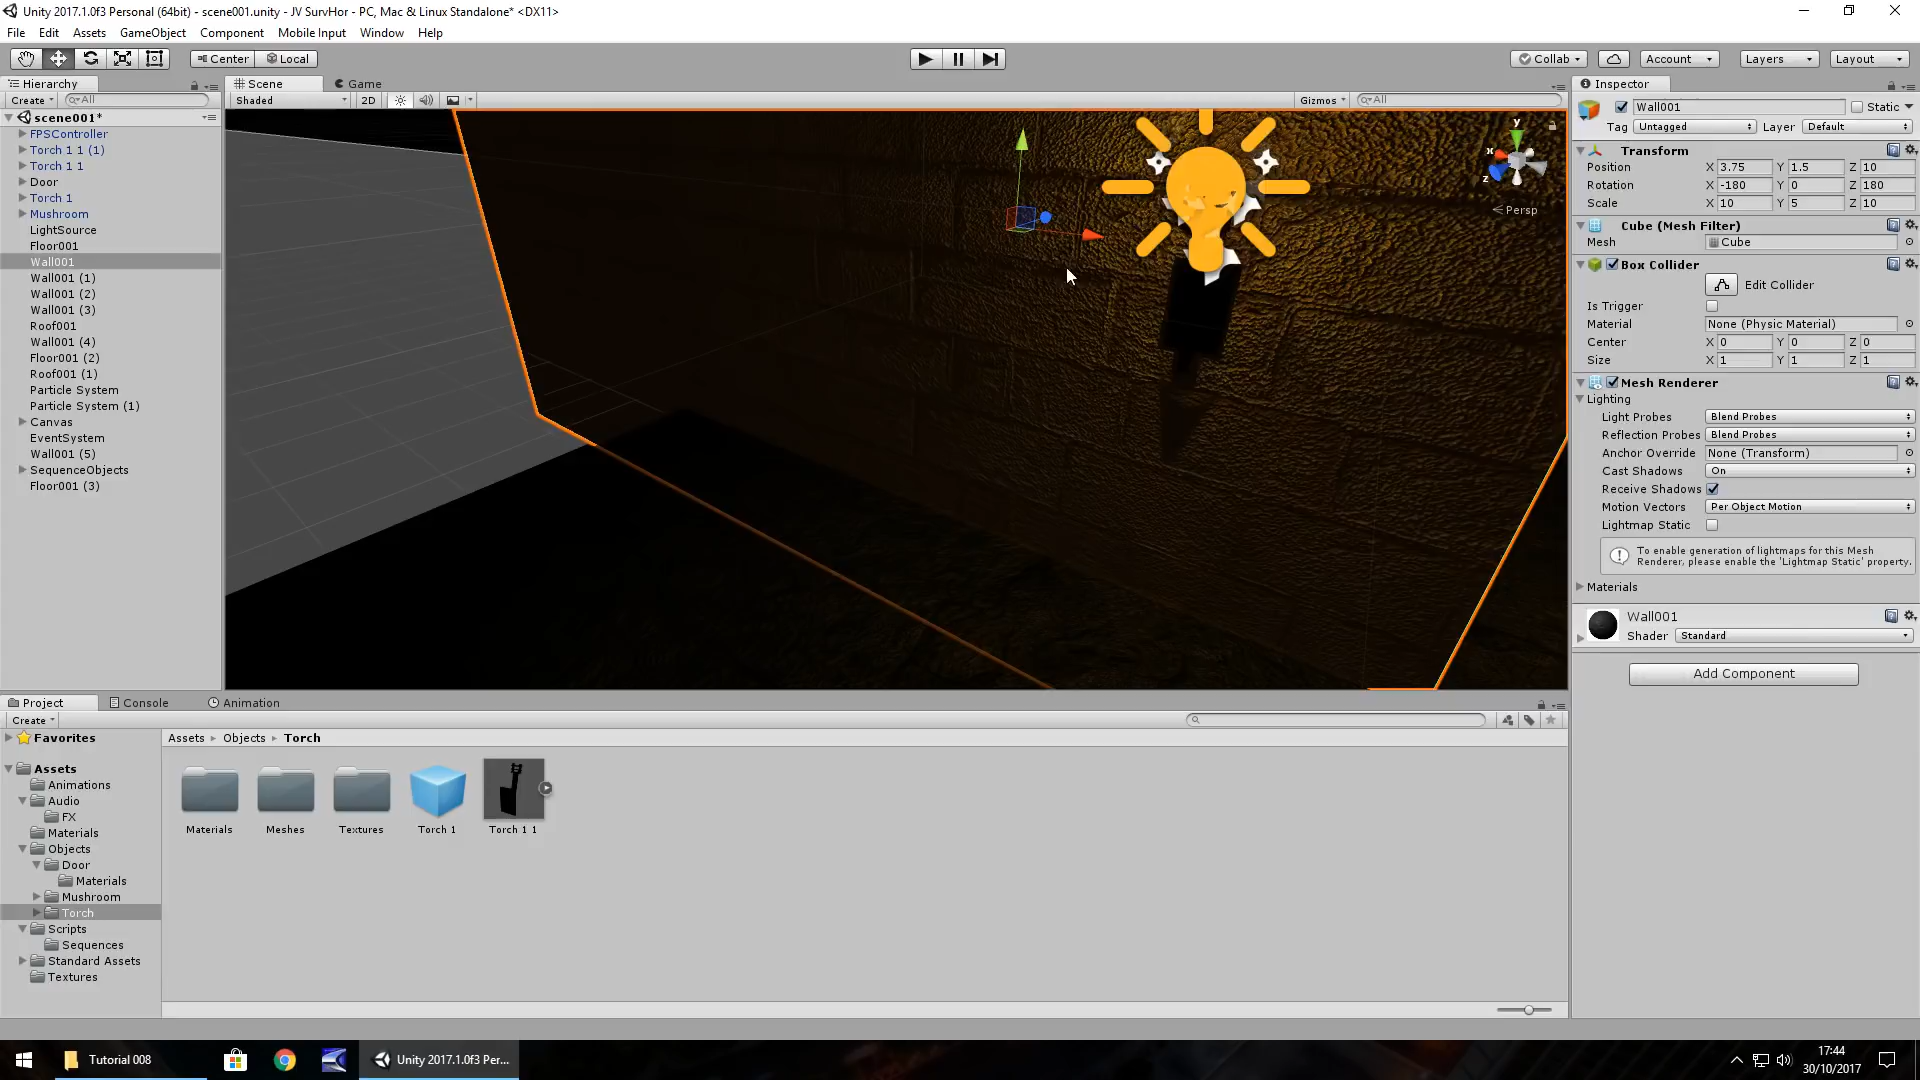 Unity 2017.1.0f3 Personal (64bit) - scene001.unity - JV SurvHor - PC, Mac & Linux Standalone* <DX11>
File Edit Assets GameObject Component Mobile Input Window Help
Center Local Collab Account Layers Layout
Hierarchy Scene Game Inspector
Create All Shaded 2D Gizmos All Wall001 Static
scene001*
Tag Untagged Layer Default
FPSController
Torch 1 1 (1)
Torch 1 1
Door
Torch 1
Mushroom
LightSource
Floor001
Wall001
Wall001 (1)
Wall001 (2)
Wall001 (3)
Roof001
Wall001 (4)
Floor001 (2)
Roof001 (1)
Particle System
Particle System (1)
Canvas
EventSystem
Wall001 (5)
SequenceObjects
Floor001 (3)
y
x
z
Persp
Transform
Position X 3.75 Y 1.5 Z 10
Rotation X -180 Y 0 Z 180
Scale X 10 Y 5 Z 10
Cube (Mesh Filter)
Mesh Cube
Box Collider
Edit Collider
Is Trigger
Material None (Physic Material)
Center X 0 Y 0 Z 0
Size X 1 Y 1 Z 1
Mesh Renderer
Lighting
Light Probes Blend Probes
Reflection Probes Blend Probes
Anchor Override None (Transform)
Cast Shadows On
Receive Shadows
Motion Vectors Per Object Motion
Lightmap Static
To enable generation of lightmaps for this Mesh
Renderer, please enable the 'Lightmap Static' property.
Materials
Wall001
Shader Standard
Add Component
Project Console Animation
Create
Favorites
Assets
Animations
Audio
FX
Materials
Objects
Door
Materials
Mushroom
Torch
Scripts
Sequences
Standard Assets
Textures
Assets Objects Torch
Materials Meshes Textures Torch 1 Torch 1 1
Tutorial 008 Unity 2017.1.0f3 Per...
17:44
30/10/2017